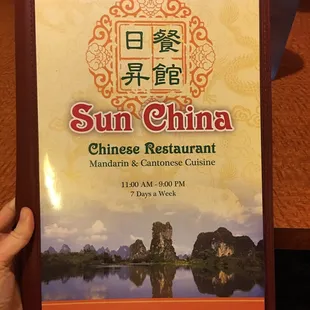 日餐
昇館
Sun China
Chinese Restaurant
Mandarin & Cantonese Cuisine
11:00 AM - 9:00 PM
7 Days a Week